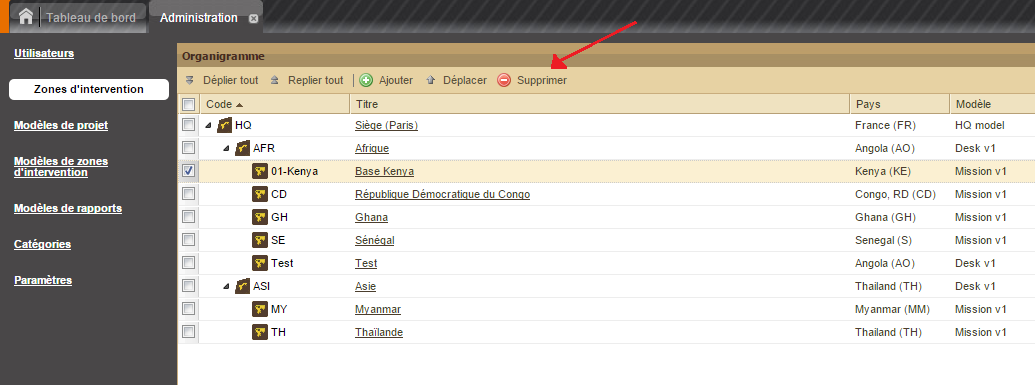 Tableau de bord Administration
Utilisateurs
Zones d'intervention
Modèles de projet
Modèles de zones
d'intervention
Modèles de rapports
Catégories
Paramètres
Organigramme
Déplier tout Replier tout Ajouter Déplacer Supprimer
Code Titre Pays Modèle
HQ Siège (Paris) France (FR) HQ model
AFR Afrique Angola (AO) Desk v1
01-Kenya Base Kenya Kenya (KE) Mission v1
CD République Démocratique du Congo Congo, RD (CD) Mission v1
GH Ghana Ghana (GH) Mission v1
SE Sénégal Senegal (S) Mission v1
Test Test Angola (AO) Desk v1
ASI Asie Thailand (TH) Desk v1
MY Myanmar Myanmar (MM) Mission v1
TH Thaïlande Thailand (TH) Mission v1